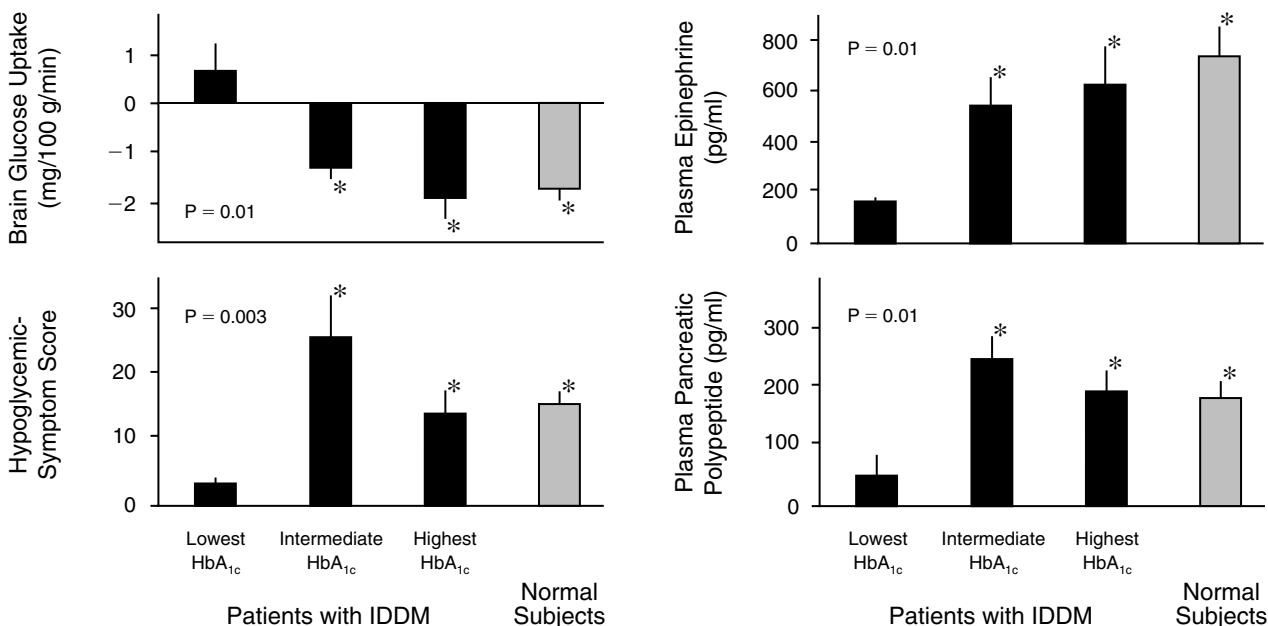 Brain Glucose Uptake
(mg/100 g/min)
1
0
−1
−2
P = 0.01
*
*
*
Plasma Epinephrine
(pg/ml)
800
600
400
200
0
P = 0.01
*
*
*
Hypoglycemic-
Symptom Score
30
20
10
0
P = 0.003
*
*
*
Lowest
HbA1c
Intermediate
HbA1c
Highest
HbA1c
Patients with IDDM
Normal
Subjects
Plasma Pancreatic
Polypeptide (pg/ml)
300
200
100
0
P = 0.01
*
*
*
Lowest
HbA1c
Intermediate
HbA1c
Highest
HbA1c
Patients with IDDM
Normal
Subjects